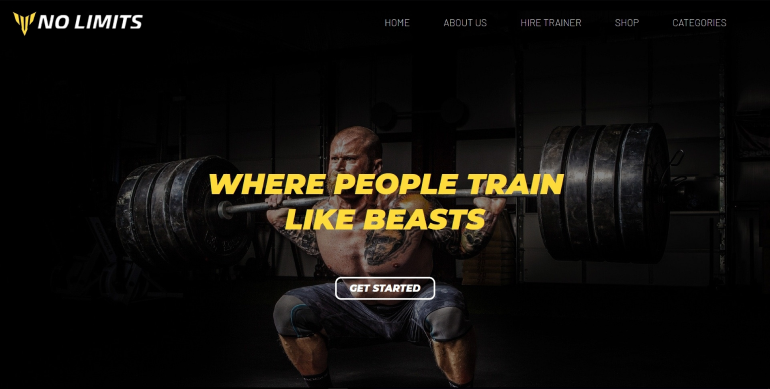 NO LIMITS
HOME
ABOUT US
HIRE TRAINER
SHOP
CATEGORIES
WHERE PEOPLE TRAIN
LIKE BEASTS
GET STARTED